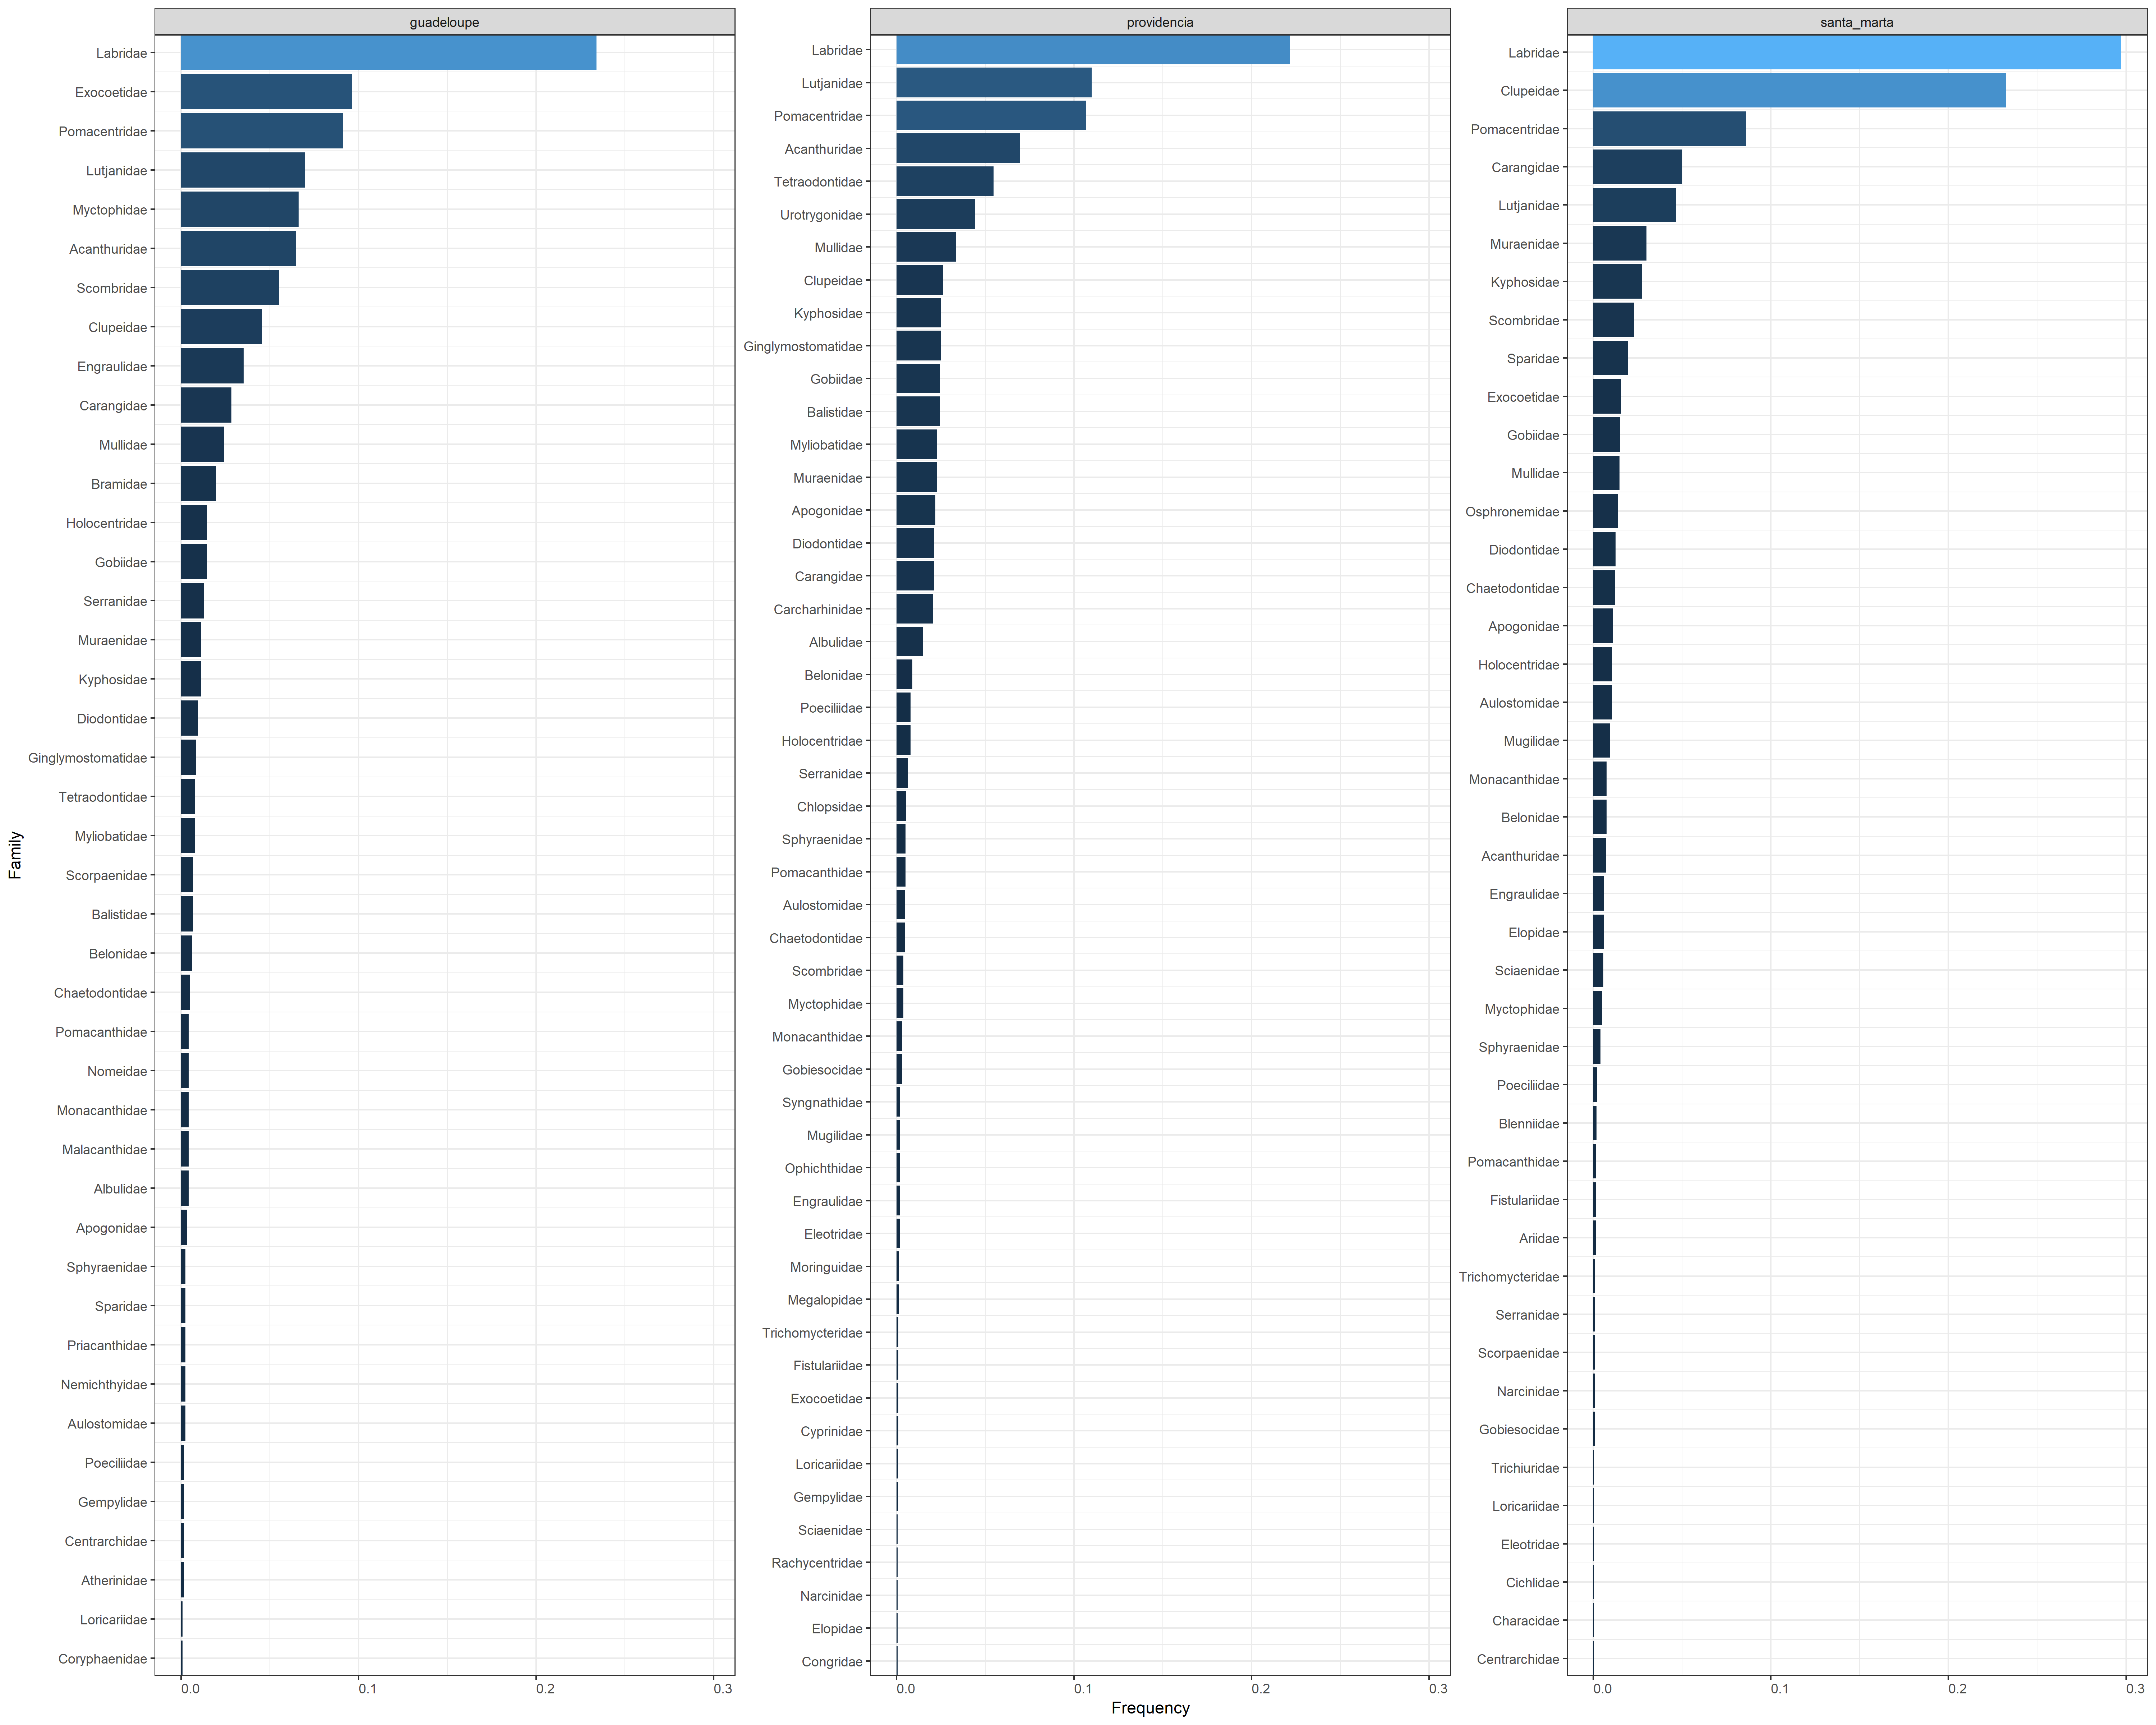 guadeloupe
Labridae
Exocoetidae
Pomacentridae
Lutjanidae
Myctophidae
Acanthuridae
Scombridae
Clupeidae
Engraulidae
Carangidae
Mullidae
Bramidae
Holocentridae
Gobiidae
Serranidae
Muraenidae
Kyphosidae
Diodontidae
Ginglymostomatidae
Tetraodontidae
Myliobatidae
Scorpaenidae
Balistidae
Belonidae
Chaetodontidae
Pomacanthidae
Nomeidae
Monacanthidae
Malacanthidae
Albulidae
Apogonidae
Sphyraenidae
Sparidae
Priacanthidae
Nemichthyidae
Aulostomidae
Poeciliidae
Gempylidae
Centrarchidae
Atherinidae
Loricariidae
Coryphaenidae
0.0 0.1 0.2 0.3
providencia
Labridae
Lutjanidae
Pomacentridae
Acanthuridae
Tetraodontidae
Urotrygonidae
Mullidae
Clupeidae
Kyphosidae
Ginglymostomatidae
Gobiidae
Balistidae
Myliobatidae
Muraenidae
Apogonidae
Diodontidae
Carangidae
Carcharhinidae
Albulidae
Belonidae
Poeciliidae
Holocentridae
Serranidae
Chlopsidae
Sphyraenidae
Pomacanthidae
Aulostomidae
Chaetodontidae
Scombridae
Myctophidae
Monacanthidae
Gobiesocidae
Syngnathidae
Mugilidae
Ophichthidae
Engraulidae
Eleotridae
Moringuidae
Megalopidae
Trichomycteridae
Fistulariidae
Exocoetidae
Cyprinidae
Loricariidae
Gempylidae
Sciaenidae
Rachycentridae
Narcinidae
Elopidae
Congridae
0.0 0.1 0.2 0.3
santa_marta
Labridae
Clupeidae
Pomacentridae
Carangidae
Lutjanidae
Muraenidae
Kyphosidae
Scombridae
Sparidae
Exocoetidae
Gobiidae
Mullidae
Osphronemidae
Diodontidae
Chaetodontidae
Apogonidae
Holocentridae
Aulostomidae
Mugilidae
Monacanthidae
Belonidae
Acanthuridae
Engraulidae
Elopidae
Sciaenidae
Myctophidae
Sphyraenidae
Poeciliidae
Blenniidae
Pomacanthidae
Fistulariidae
Ariidae
Trichomycteridae
Serranidae
Scorpaenidae
Narcinidae
Gobiesocidae
Trichiuridae
Loricariidae
Eleotridae
Cichlidae
Characidae
Centrarchidae
0.0 0.1 0.2 0.3
Family
Frequency